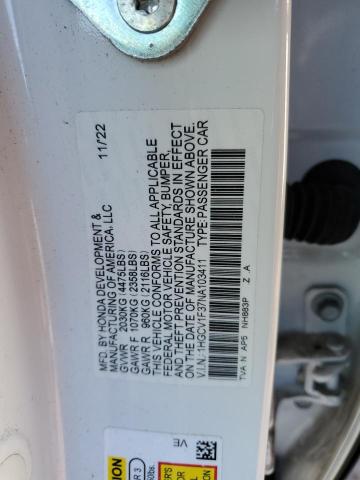 MFD. BY HONDA DEVELOPMENT & 11/22
MANUFACTURING OF AMERICA, LLC
GVWR 2030KG (4475LBS)
GAWR F 1070KG (2358LBS)
GAWR R 960KG (2116LBS)
THIS VEHICLE CONFORMS TO ALL APPLICABLE
FEDERAL MOTOR VEHICLE SAFETY, BUMPER,
AND THEFT PREVENTION STANDARDS IN EFFECT
ON THE DATE OF MANUFACTURE SHOWN ABOVE.
V.I.N.:1HGCV1F37NA103411 TYPE:PASSENGER CAR
TVA N AP5 NH883P Z A
VE